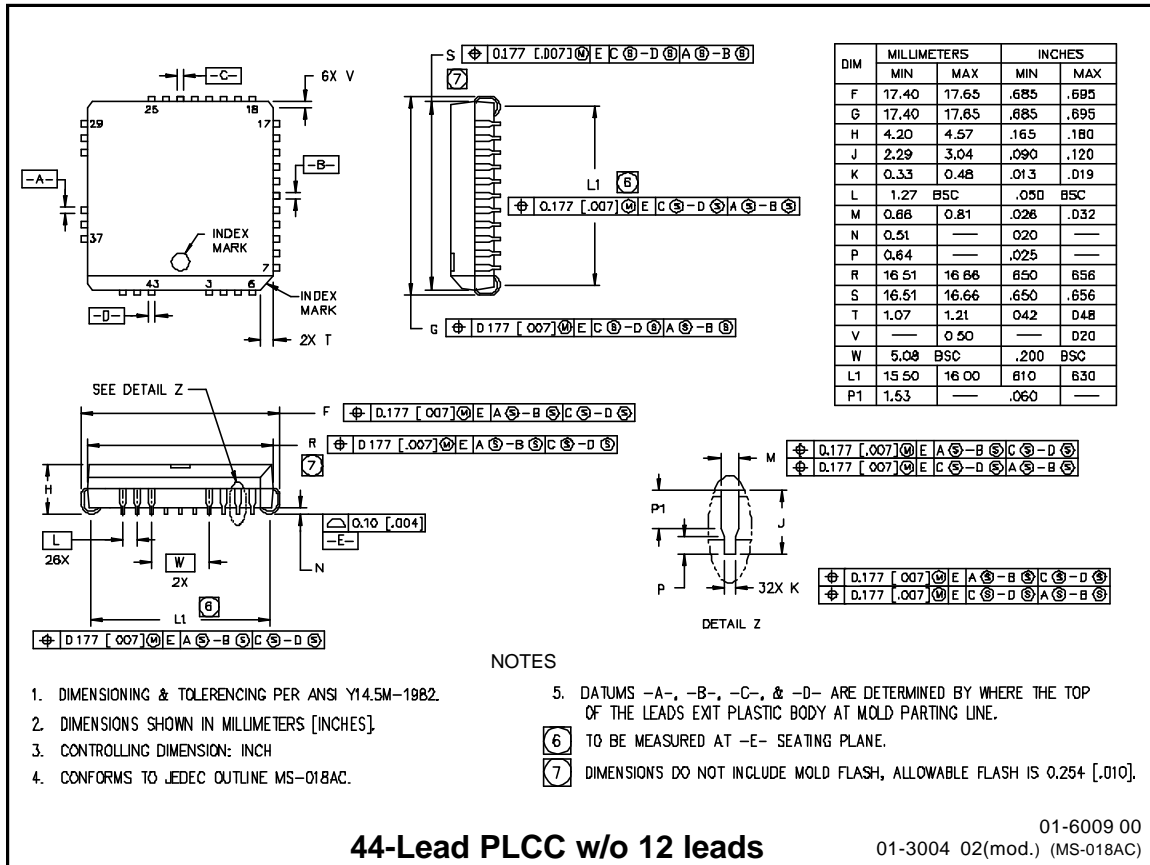 -C-
6X V
25
18
29
17
-A-
-B-
37
INDEX
MARK
7
43
3
6
INDEX
MARK
-D-
2X T
S ⌖ 0.177 [.007] Ⓜ E C Ⓢ-D Ⓢ A Ⓢ-B Ⓢ
7
L1 6
⌖ 0.177 [.007] Ⓜ E C Ⓢ-D Ⓢ A Ⓢ-B Ⓢ
G ⌖ 0.177 [.007] Ⓜ E C Ⓢ-D Ⓢ A Ⓢ-B Ⓢ
DIM MILLIMETERS INCHES
MIN MAX MIN MAX
F 17.40 17.65 .685 .695
G 17.40 17.65 .685 .695
H 4.20 4.57 .165 .180
J 2.29 3.04 .090 .120
K 0.33 0.48 .013 .019
L 1.27 BSC .050 BSC
M 0.66 0.81 .026 .032
N 0.51 — 020 —
P 0.64 — .025 —
R 16 51 16 66 650 656
S 16.51 16.66 .650 .656
T 1.07 1.21 042 048
V — 0 50 — 020
W 5.08 BSC .200 BSC
L1 15 50 16 00 610 630
P1 1.53 — .060 —
SEE DETAIL Z
F ⌖ 0.177 [ 007] Ⓜ E A Ⓢ-B Ⓢ C Ⓢ-D Ⓢ
R ⌖ 0 177 [.007] Ⓜ E A Ⓢ-B Ⓢ C Ⓢ-D Ⓢ
7
H
L
26X
W
2X
N
⌓ 0.10 [.004]
-E-
L1
6
⌖ 0 177 [ 007] Ⓜ E A Ⓢ-B Ⓢ C Ⓢ-D Ⓢ
M ⌖ 0.177 [.007] Ⓜ E A Ⓢ-B Ⓢ C Ⓢ-D Ⓢ
⌖ 0.177 [.007] Ⓜ E C Ⓢ-D Ⓢ A Ⓢ-B Ⓢ
P1
J
P
32X K
⌖ 0.177 [ 007] Ⓜ E A Ⓢ-B Ⓢ C Ⓢ-D Ⓢ
⌖ 0.177 [.007] Ⓜ E C Ⓢ-D Ⓢ A Ⓢ-B Ⓢ
DETAIL Z
NOTES
1. DIMENSIONING & TOLERENCING PER ANSI Y14.5M-1982.
2. DIMENSIONS SHOWN IN MILLIMETERS [INCHES].
3. CONTROLLING DIMENSION: INCH
4. CONFORMS TO JEDEC OUTLINE MS-018AC.
5. DATUMS -A-, -B-, -C-, & -D- ARE DETERMINED BY WHERE THE TOP
OF THE LEADS EXIT PLASTIC BODY AT MOLD PARTING LINE.
6 TO BE MEASURED AT -E- SEATING PLANE.
7 DIMENSIONS DO NOT INCLUDE MOLD FLASH, ALLOWABLE FLASH IS 0.254 [.010].
44-Lead PLCC w/o 12 leads
01-6009 00
01-3004 02(mod.) (MS-018AC)